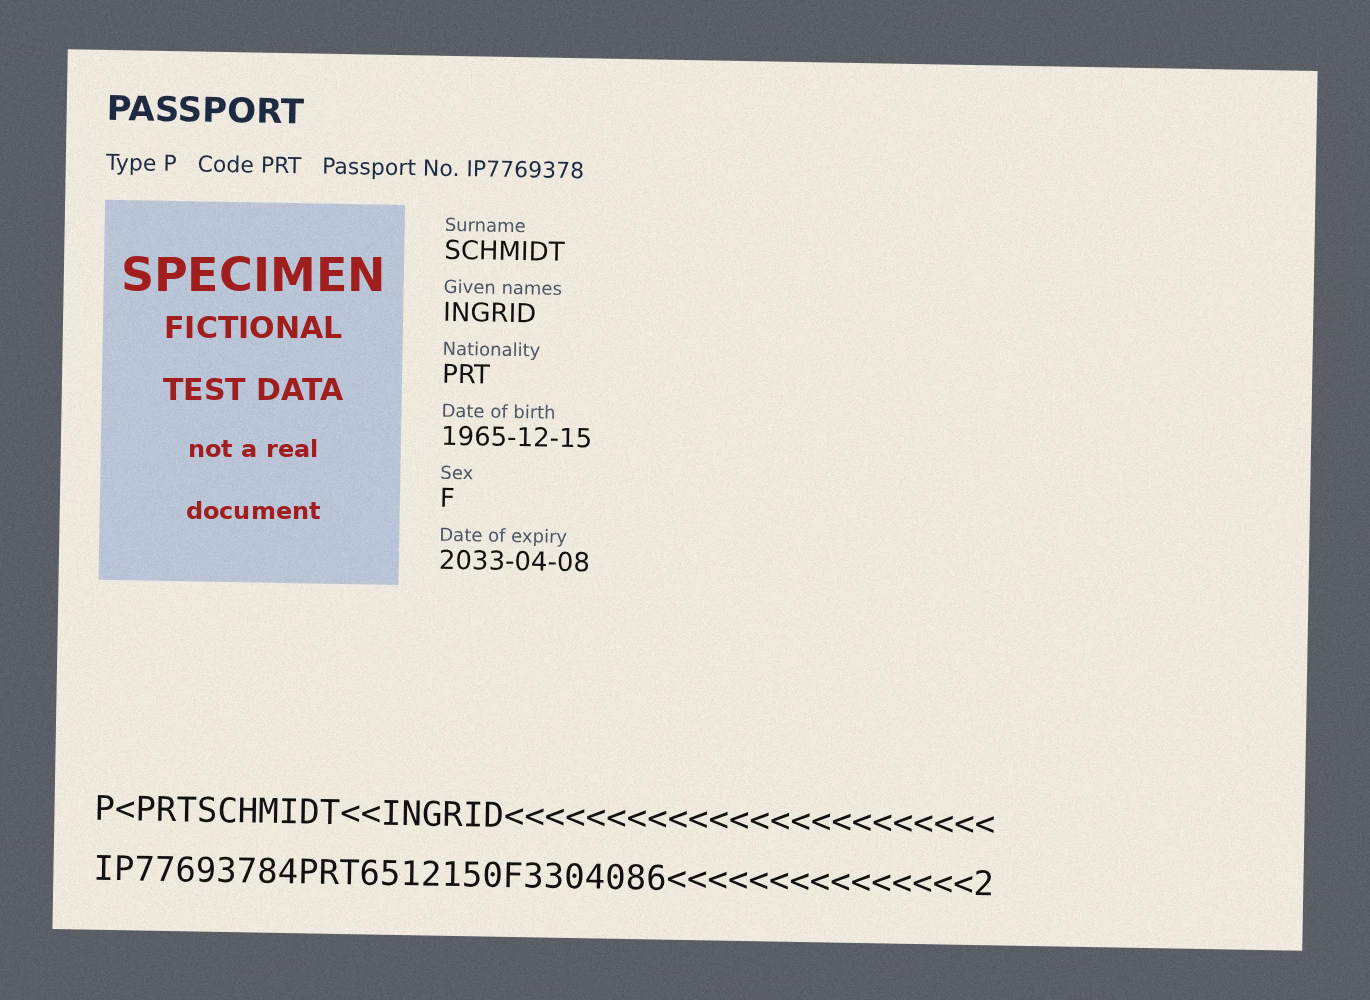 PASSPORT
Type P Code PRT Passport No. IP7769378
SPECIMEN
FICTIONAL
TEST DATA
not a real
document
Surname
SCHMIDT
Given names
INGRID
Nationality
PRT
Date of birth
1965-12-15
Sex
F
Date of expiry
2033-04-08
P<PRTSCHMIDT<<INGRID<<<<<<<<<<<<<<<<<<<<<<<<
IP77693784PRT6512150F3304086<<<<<<<<<<<<<<<2